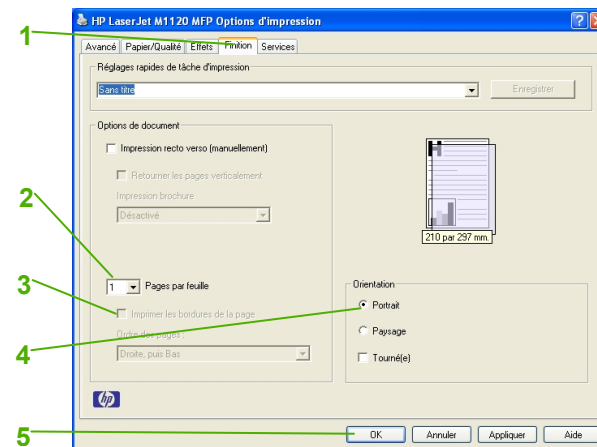 HP LaserJet M1120 MFP Options d'impression
1
Avancé Papier/Qualité Effets Finition Services
Réglages rapides de tâche d'impression
Sans titre
Enregistrer
Options de document
Impression recto verso (manuellement)
Retourner les pages verticalement
Impression brochure
Désactivé
210 par 297 mm.
2
1 Pages par feuille
3
Imprimer les bordures de la page
Ordre des pages :
Droite, puis Bas
Orientation
Portrait
Paysage
Tourné(e)
4
hp
5
OK Annuler Appliquer Aide